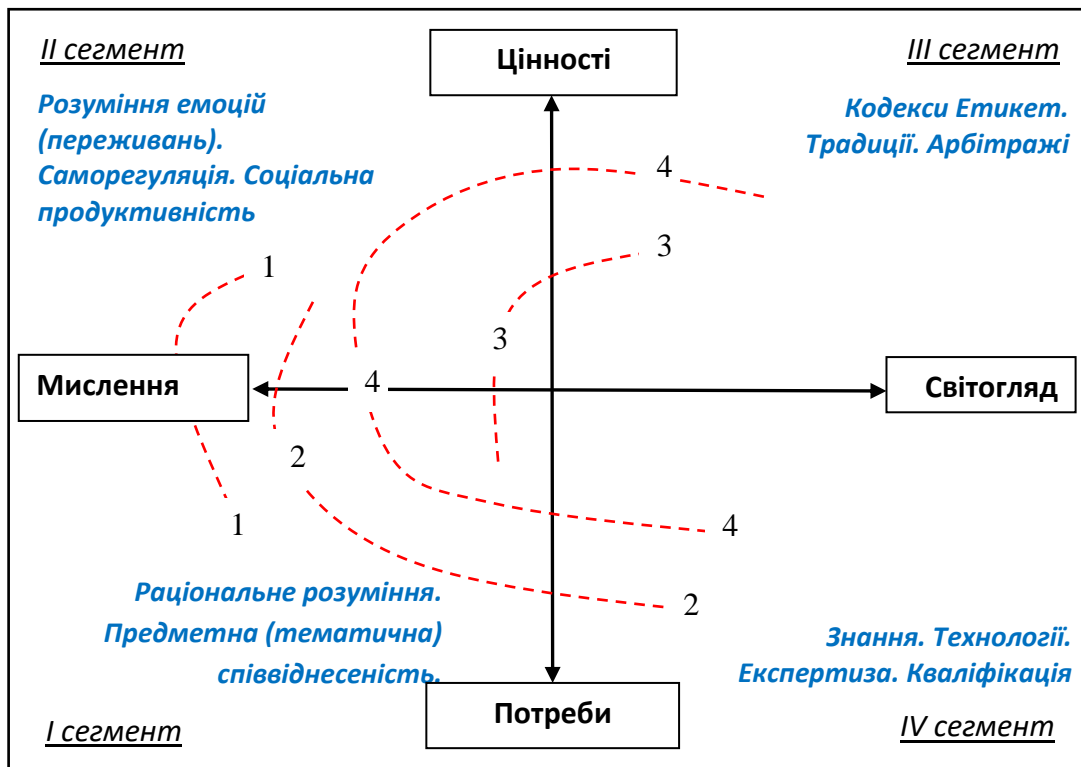 II сегмент
Цінності
III сегмент
Розуміння емоцій
(переживань).
Саморегуляція. Соціальна
продуктивність
Кодекси Етикет.
Традиції. Арбітражі
4
3
1
3
Мислення
4
Світогляд
2
1
4
2
Раціональне розуміння.
Предметна (тематична)
співвіднесеність.
Знання. Технології.
Експертиза. Кваліфікація
Потреби
I сегмент
IV сегмент